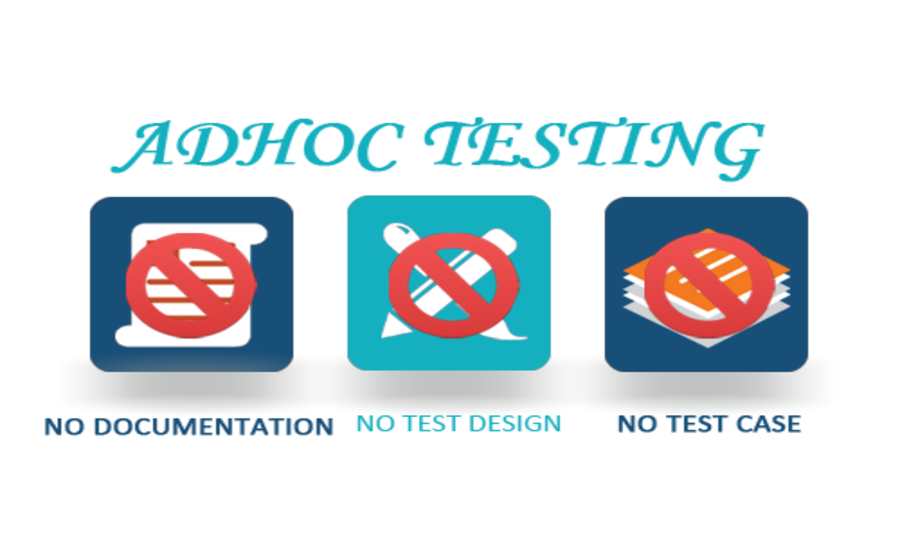 ADHOC TESTING
NO DOCUMENTATION
NO TEST DESIGN
NO TEST CASE